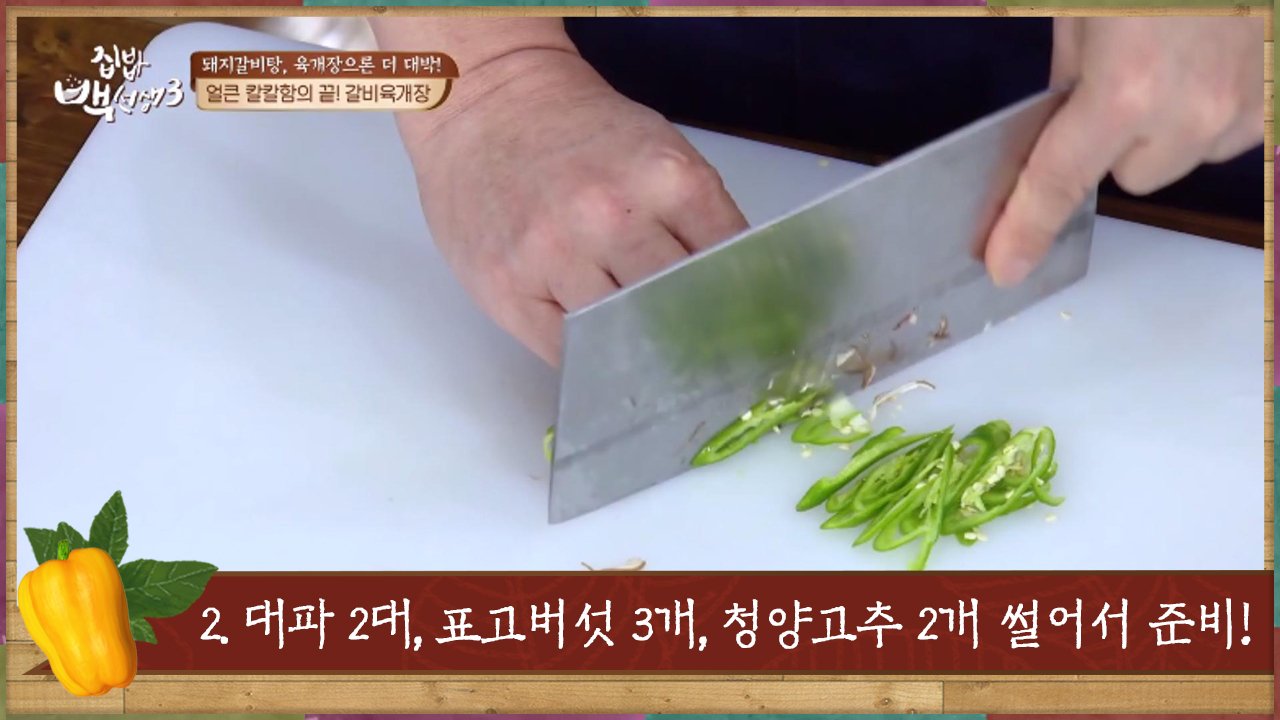 집밥
백선생3
돼지갈비탕, 육개장으론 더 대박!
얼큰 칼칼함의 끝! 갈비육개장
2. 대파 2대, 표고버섯 3개, 청양고추 2개 썰어서 준비!